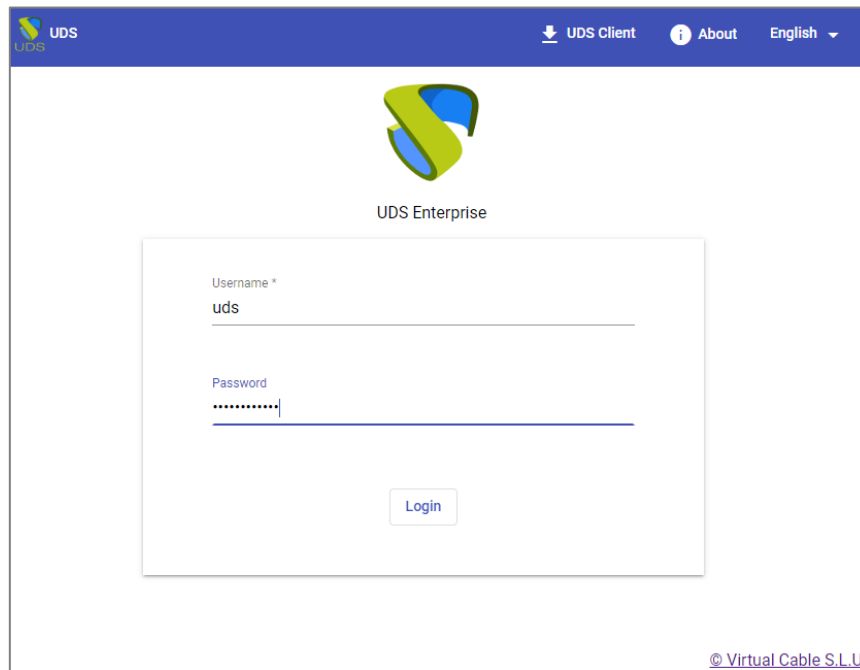 UDS
UDS
UDS Client
About
English
UDS Enterprise
Username *
uds
Password
••••••••••••
Login
© Virtual Cable S.L.U